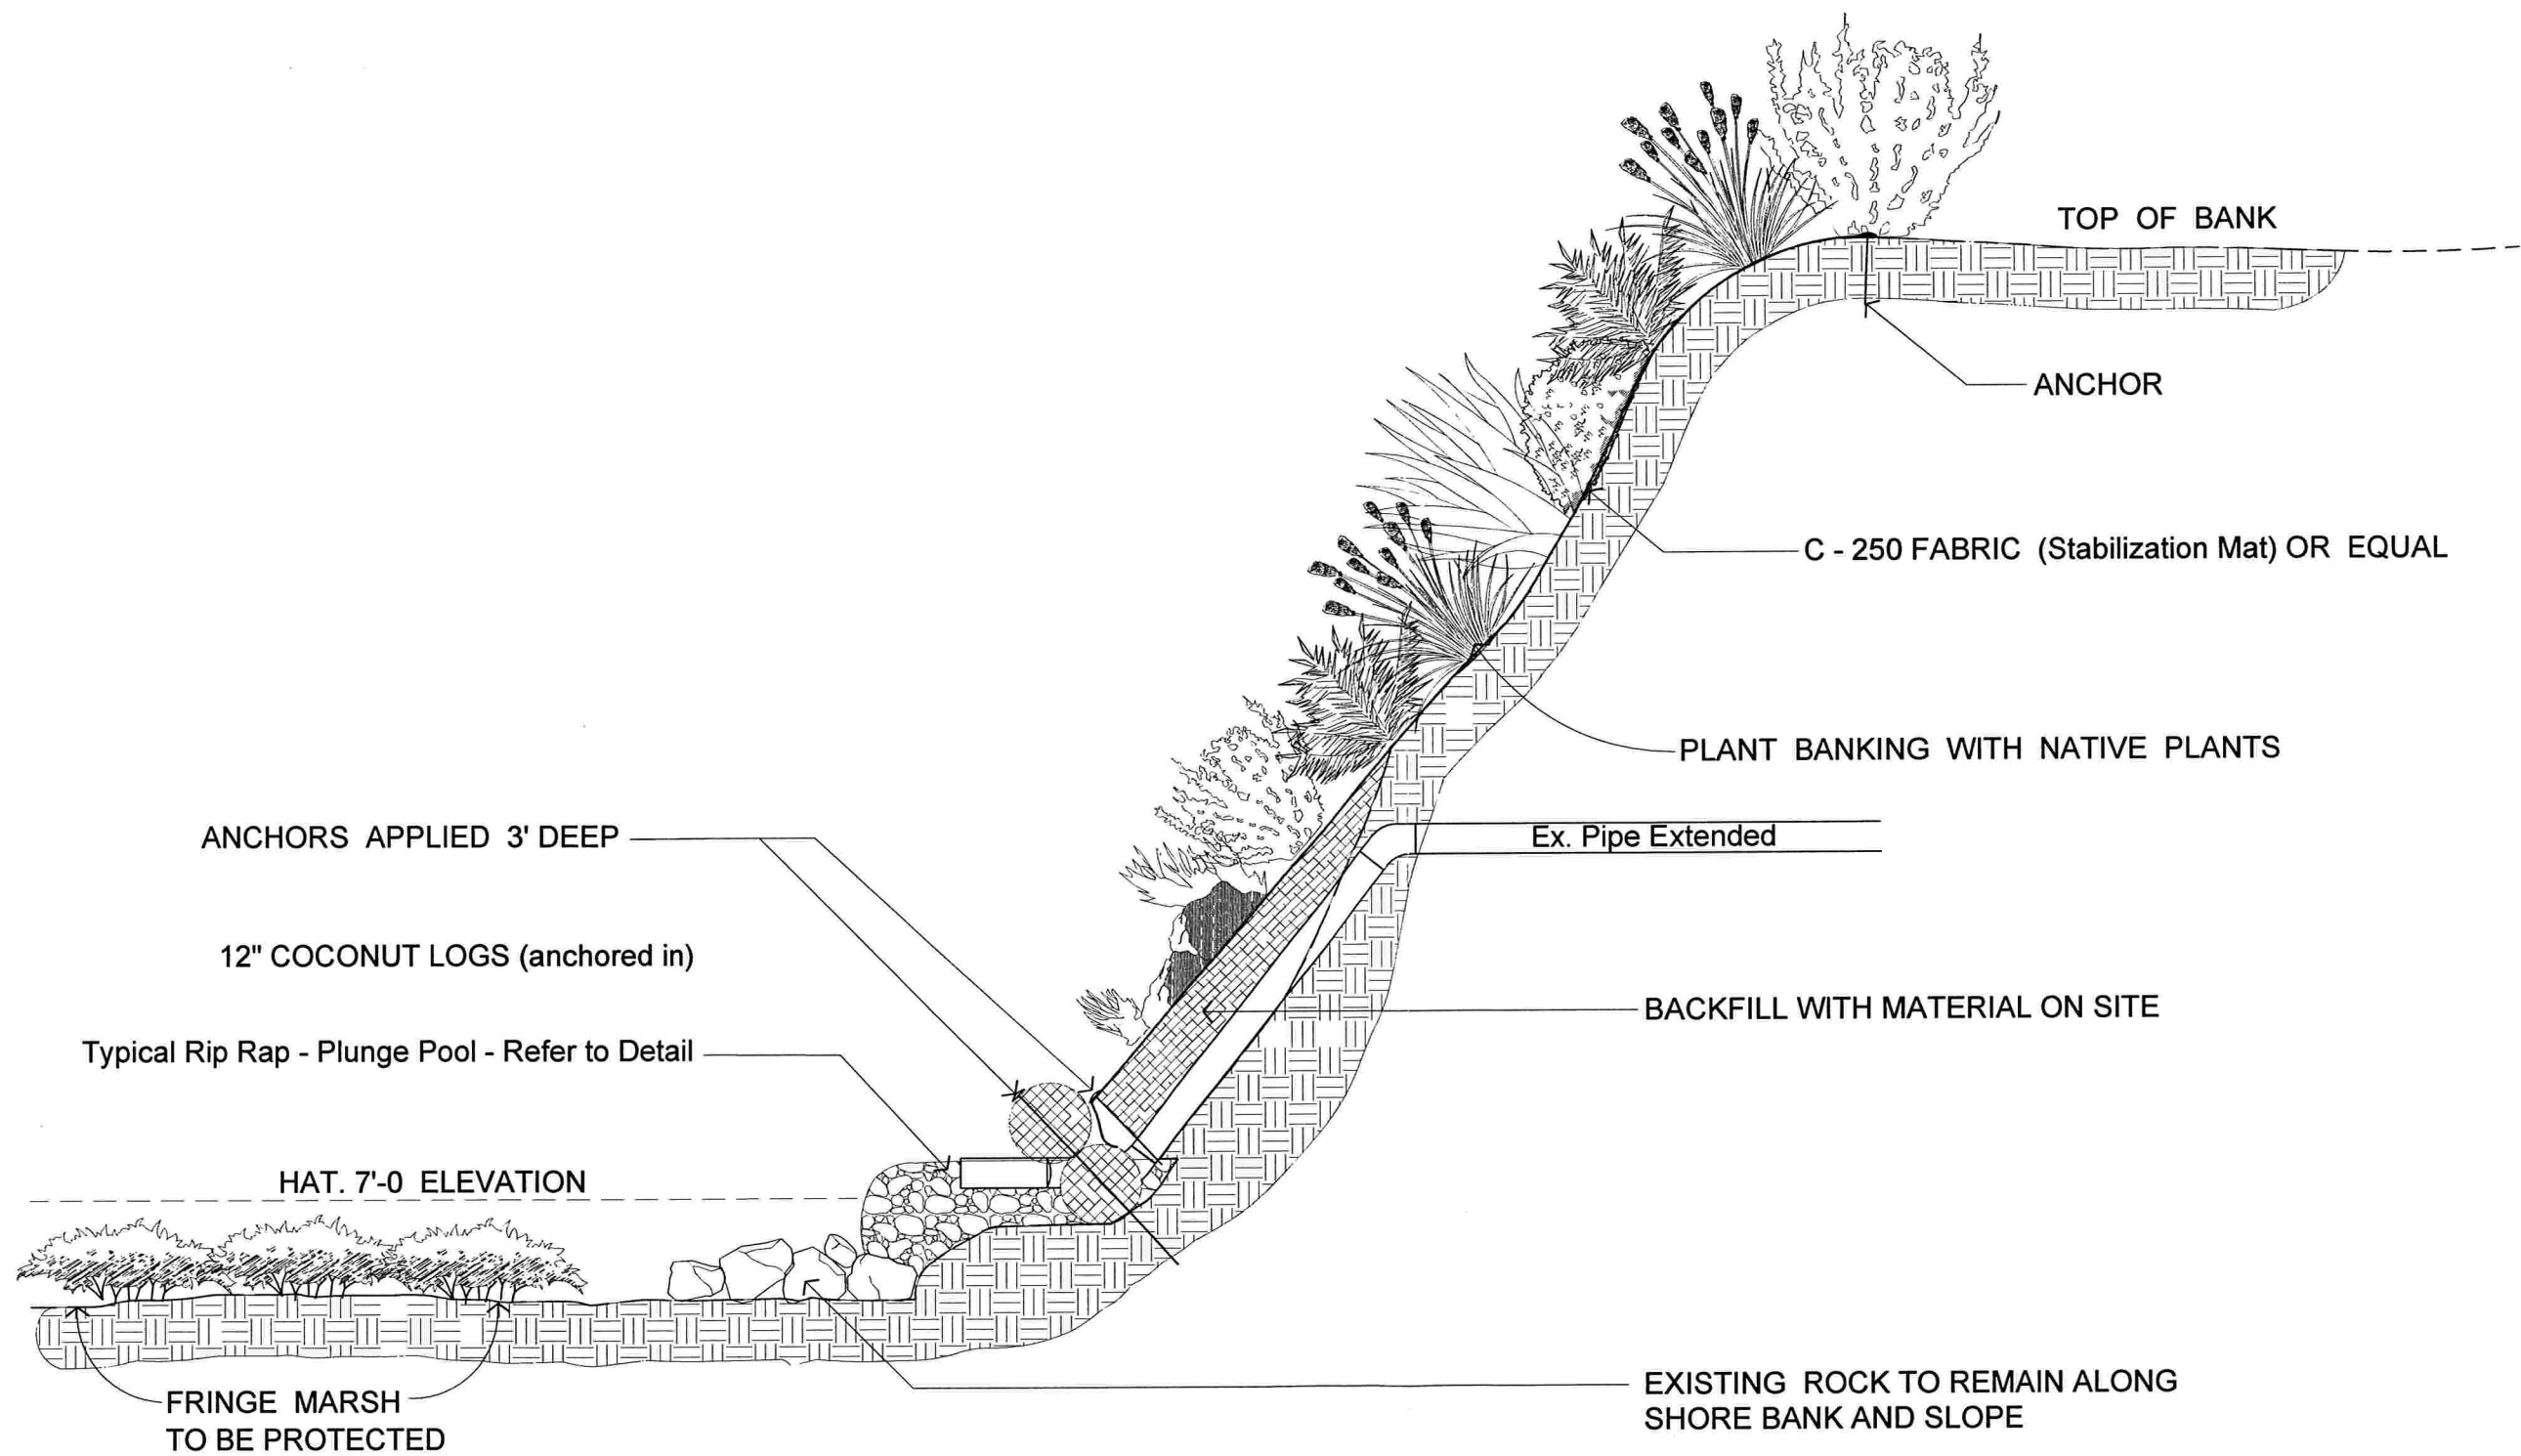 TOP OF BANK
ANCHOR
C - 250 FABRIC (Stabilization Mat) OR EQUAL
PLANT BANKING WITH NATIVE PLANTS
ANCHORS APPLIED 3' DEEP
Ex. Pipe Extended
12" COCONUT LOGS (anchored in)
BACKFILL WITH MATERIAL ON SITE
Typical Rip Rap - Plunge Pool - Refer to Detail
HAT. 7'-0 ELEVATION
EXISTING ROCK TO REMAIN ALONG
SHORE BANK AND SLOPE
FRINGE MARSH
TO BE PROTECTED